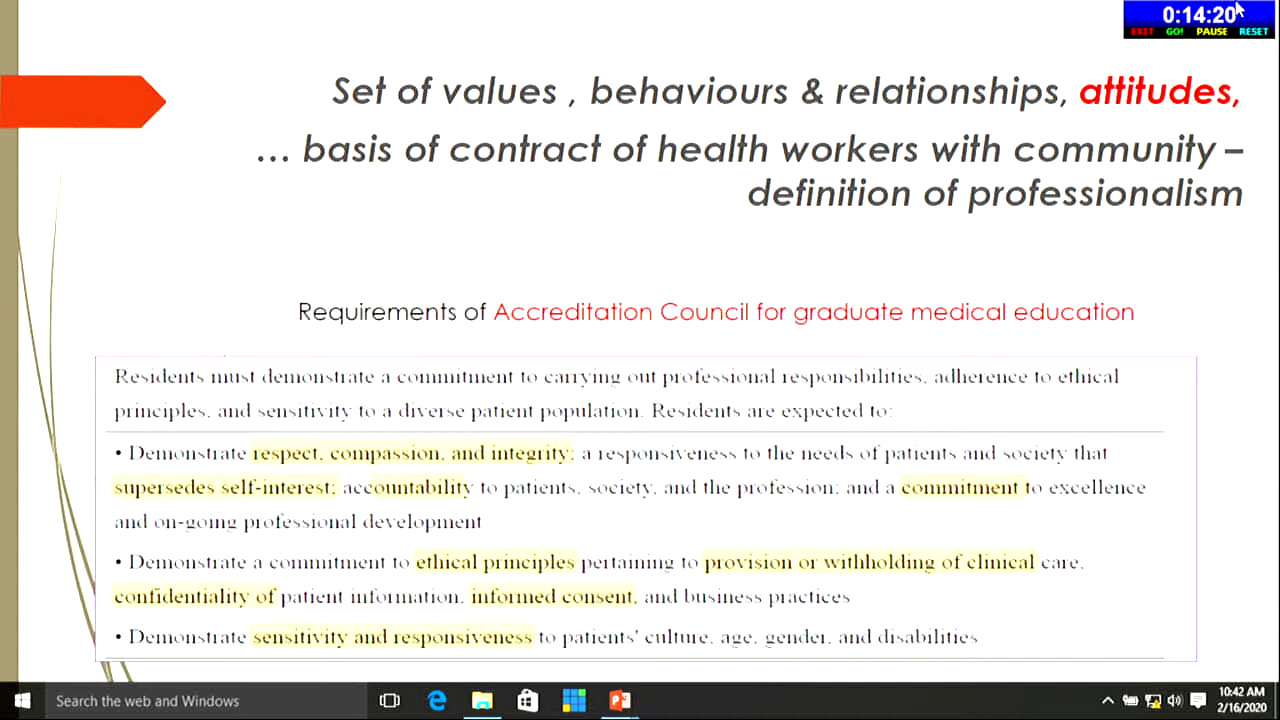 0:14:20
EXIT GO! PAUSE RESET
Set of values , behaviours & relationships, attitudes,
... basis of contract of health workers with community –
definition of professionalism
Requirements of Accreditation Council for graduate medical education
Residents must demonstrate a commitment to carrying out professional responsibilities, adherence to ethical
principles, and sensitivity to a diverse patient population. Residents are expected to:
• Demonstrate respect, compassion, and integrity; a responsiveness to the needs of patients and society that
supersedes self-interest; accountability to patients, society, and the profession; and a commitment to excellence
and on-going professional development
• Demonstrate a commitment to ethical principles pertaining to provision or withholding of clinical care,
confidentiality of patient information, informed consent, and business practices
• Demonstrate sensitivity and responsiveness to patients' culture, age, gender, and disabilities
Search the web and Windows
10:42 AM
2/16/2020